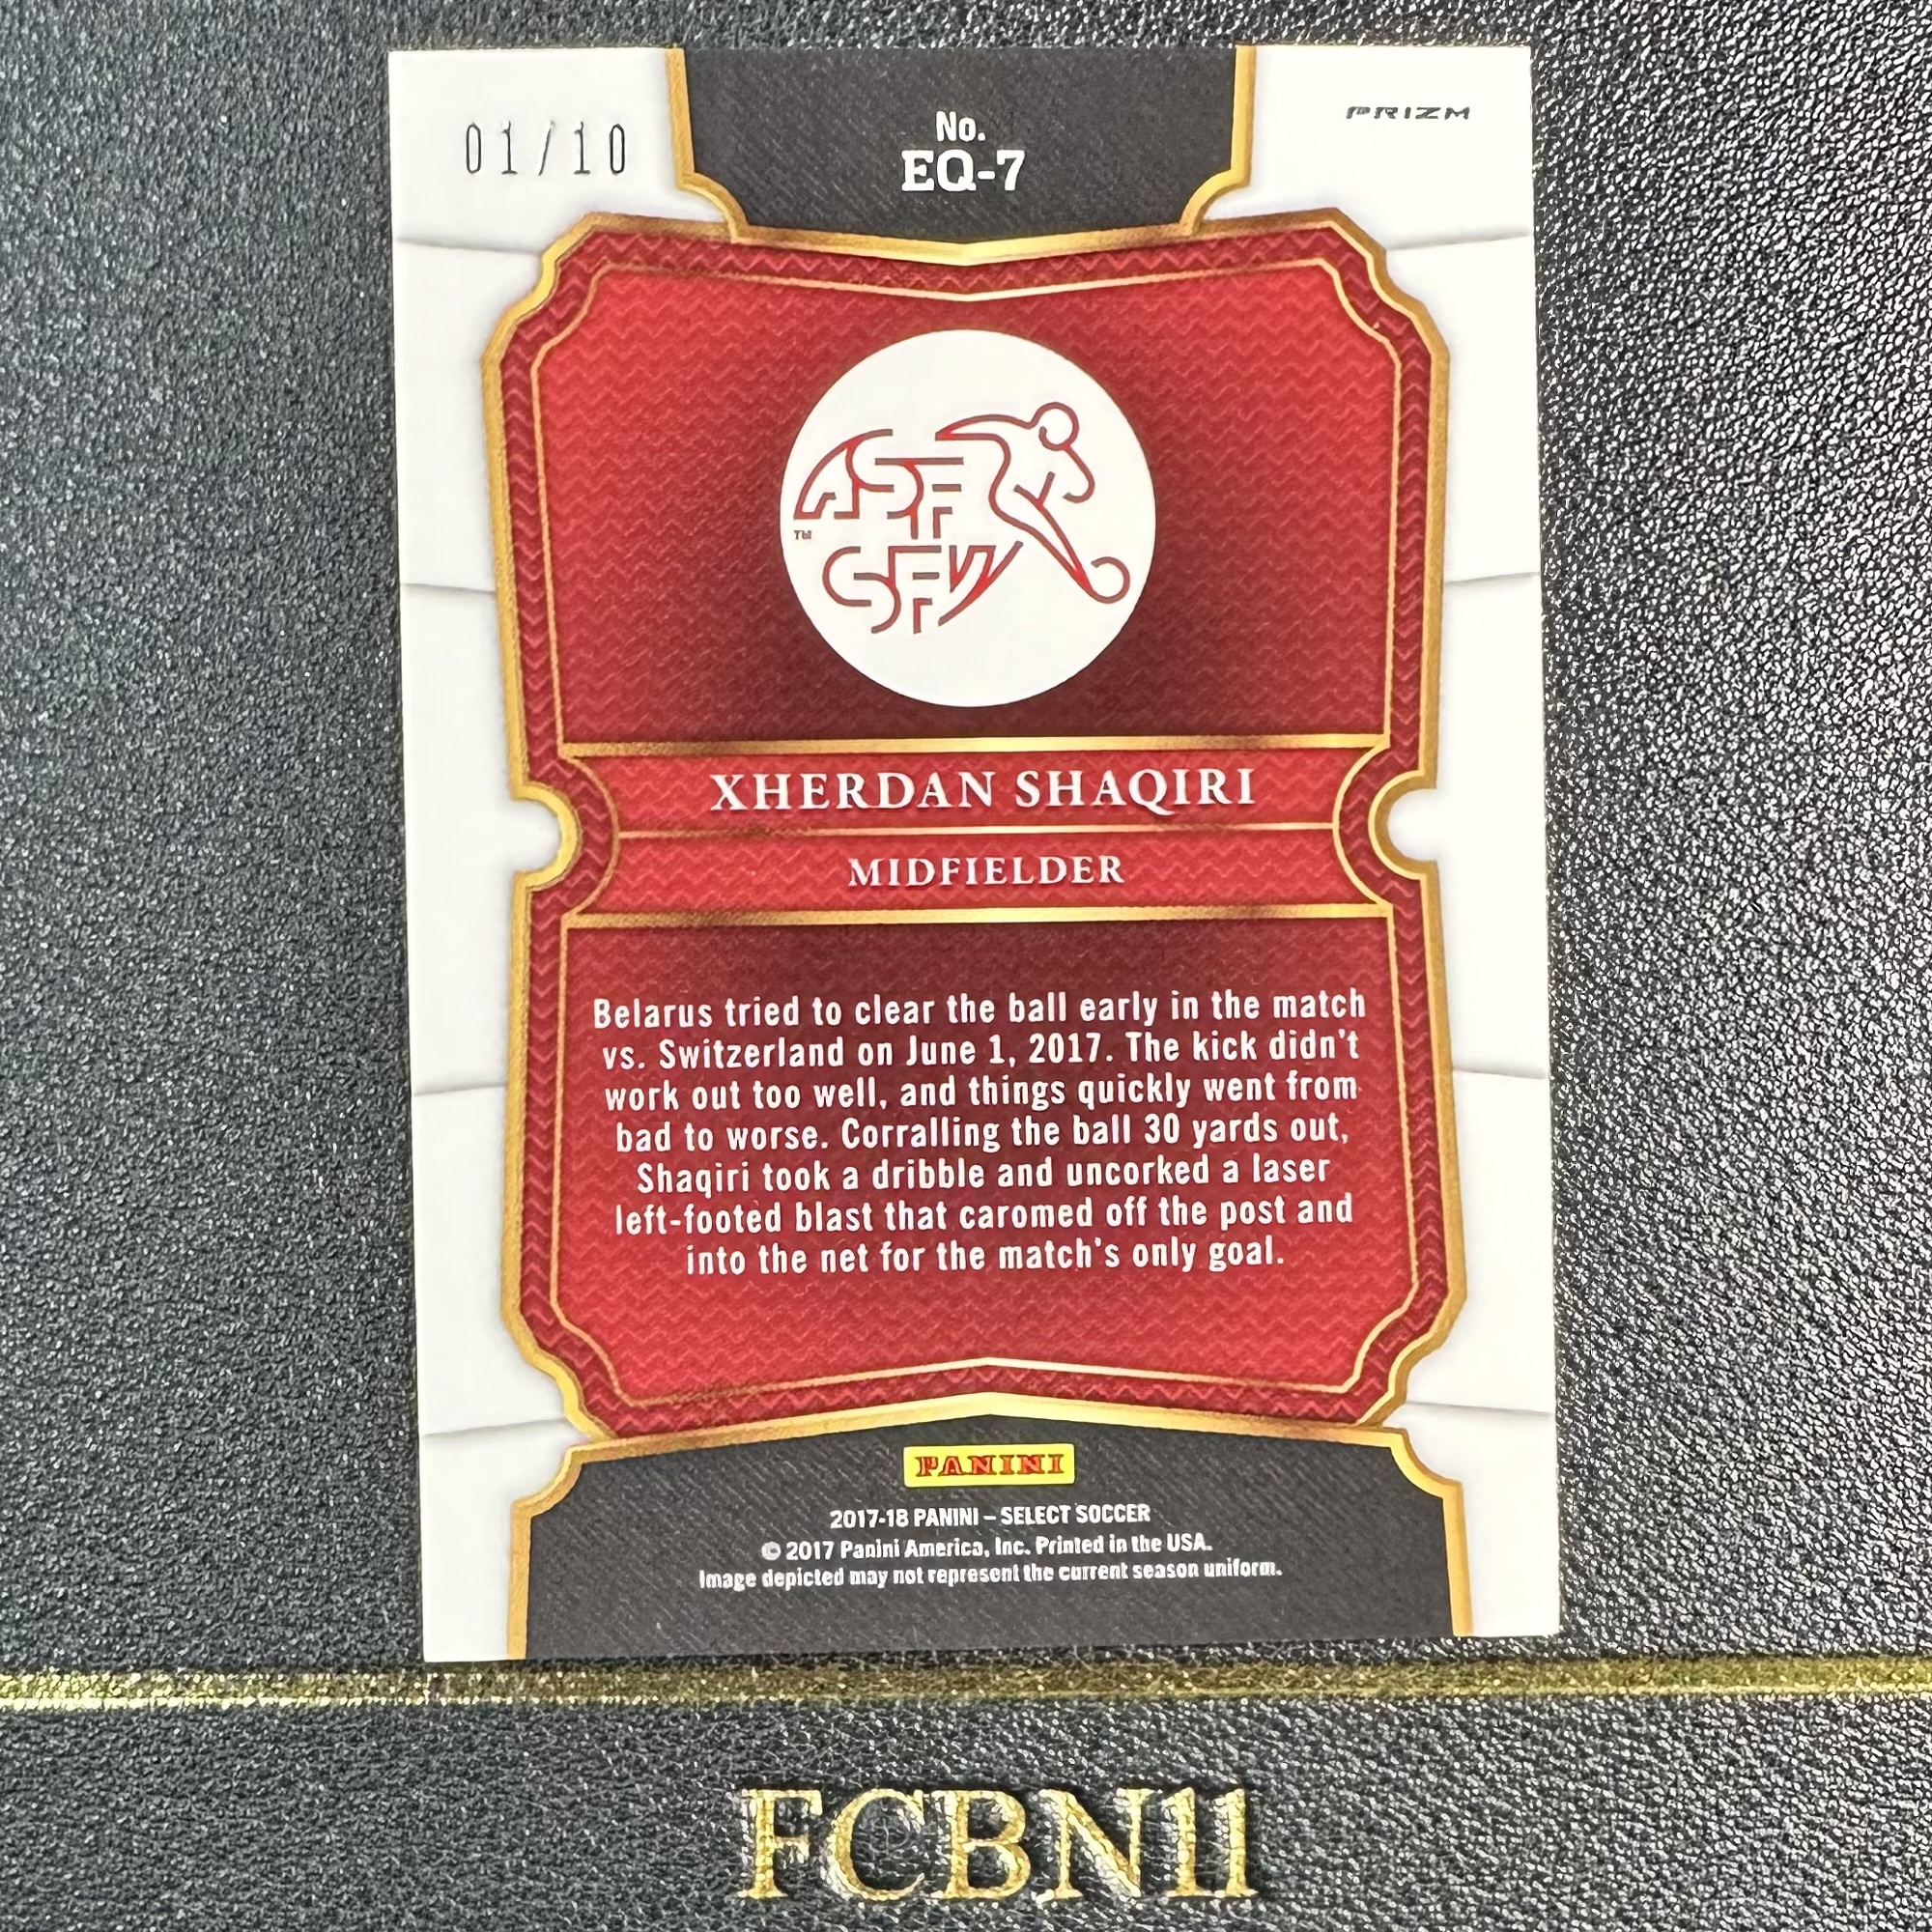 01/10
No.
EQ-7
PRIZM
ASF
SFV
TM
XHERDAN SHAQIRI
MIDFIELDER
Belarus tried to clear the ball early in the match
vs. Switzerland on June 1, 2017. The kick didn't
work out too well, and things quickly went from
bad to worse. Corralling the ball 30 yards out,
Shaqiri took a dribble and uncorked a laser
left-footed blast that caromed off the post and
into the net for the match's only goal.
PANINI
2017-18 PANINI – SELECT SOCCER
© 2017 Panini America, Inc. Printed in the USA.
Image depicted may not represent the current season uniform.
FCBN11